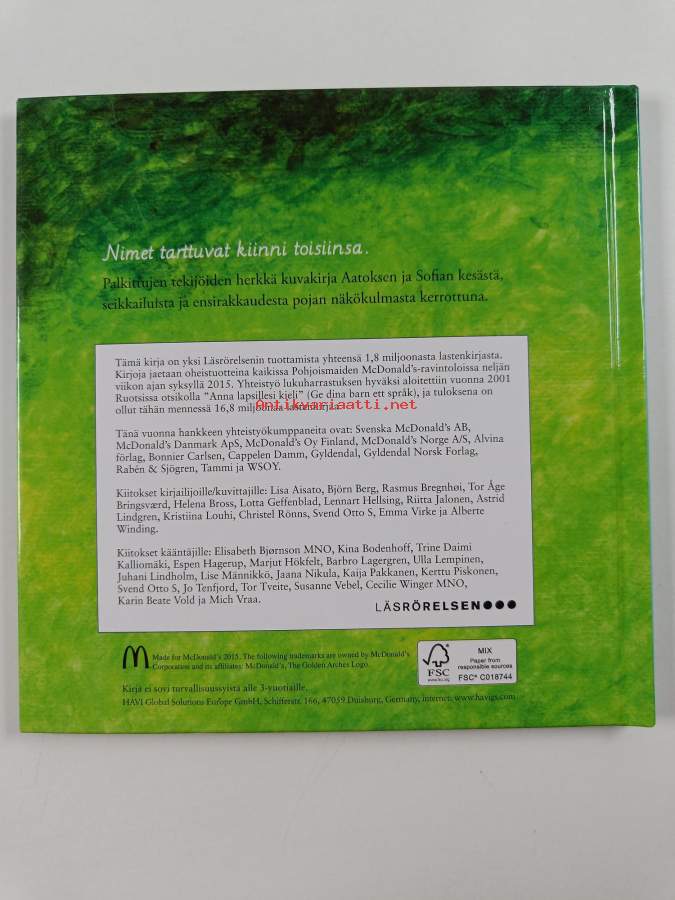 Nimet tarttuvat kiinni toisiinsa.
Palkittujen tekijöiden herkkä kuvakirja Aatoksen ja Sofian kesästä,
seikkailuista ja ensirakkaudesta pojan näkökulmasta kerrottuna.
Tämä kirja on yksi Läsrörelsenin tuottamista yhteensä 1,8 miljoonasta lastenkirjasta.
Kirjoja jaetaan oheistuotteina kaikissa Pohjoismaiden McDonald's-ravintoloissa neljän
viikon ajan syksyllä 2015. Yhteistyö lukuharrastuksen hyväksi aloitettiin vuonna 2001
Ruotsissa otsikolla "Anna lapsillesi kieli" (Ge dina barn ett språk), ja tuloksena on
ollut tähän mennessä 16,8 miljoonaa lastenkirjaa.
Antikvariaatti.net
Tänä vuonna hankkeen yhteistyökumppaneita ovat: Svenska McDonald's AB,
McDonald's Danmark ApS, McDonald's Oy Finland, McDonald's Norge A/S, Alvina
förlag, Bonnier Carlsen, Cappelen Damm, Gyldendal, Gyldendal Norsk Forlag,
Rabén & Sjögren, Tammi ja WSOY.
Kiitokset kirjailijoille/kuvittajille: Lisa Aisato, Björn Berg, Rasmus Bregnhøi, Tor Åge
Bringsværd, Helena Bross, Lotta Geffenblad, Lennart Hellsing, Riitta Jalonen, Astrid
Lindgren, Kristiina Louhi, Christel Rönns, Svend Otto S, Emma Virke ja Alberte
Winding.
Kiitokset kääntäjille: Elisabeth Bjørnson MNO, Kina Bodenhoff, Trine Daimi
Kalliomäki, Espen Hagerup, Marjut Hökfelt, Barbro Lagergren, Ulla Lempinen,
Juhani Lindholm, Lise Männikkö, Jaana Nikula, Kaija Pakkanen, Kerttu Piskonen,
Svend Otto S, Jo Tenfjord, Tor Tveite, Susanne Vebel, Cecilie Winger MNO,
Karin Beate Vold ja Mich Vraa.
LÄSRÖRELSEN
Made for McDonald's 2015. The following trademarks are owned by McDonald's
Corporation and its affiliates: McDonald's, The Golden Arches Logo.
FSC
www.fsc.org
MIX
Paper from
responsible sources
FSC® C018744
Kirja ei sovi turvallisuussyistä alle 3-vuotiaille.
HAVI Global Solutions Europe GmbH, Schifferstr. 166, 47059 Duisburg, Germany, internet: www.havigs.com